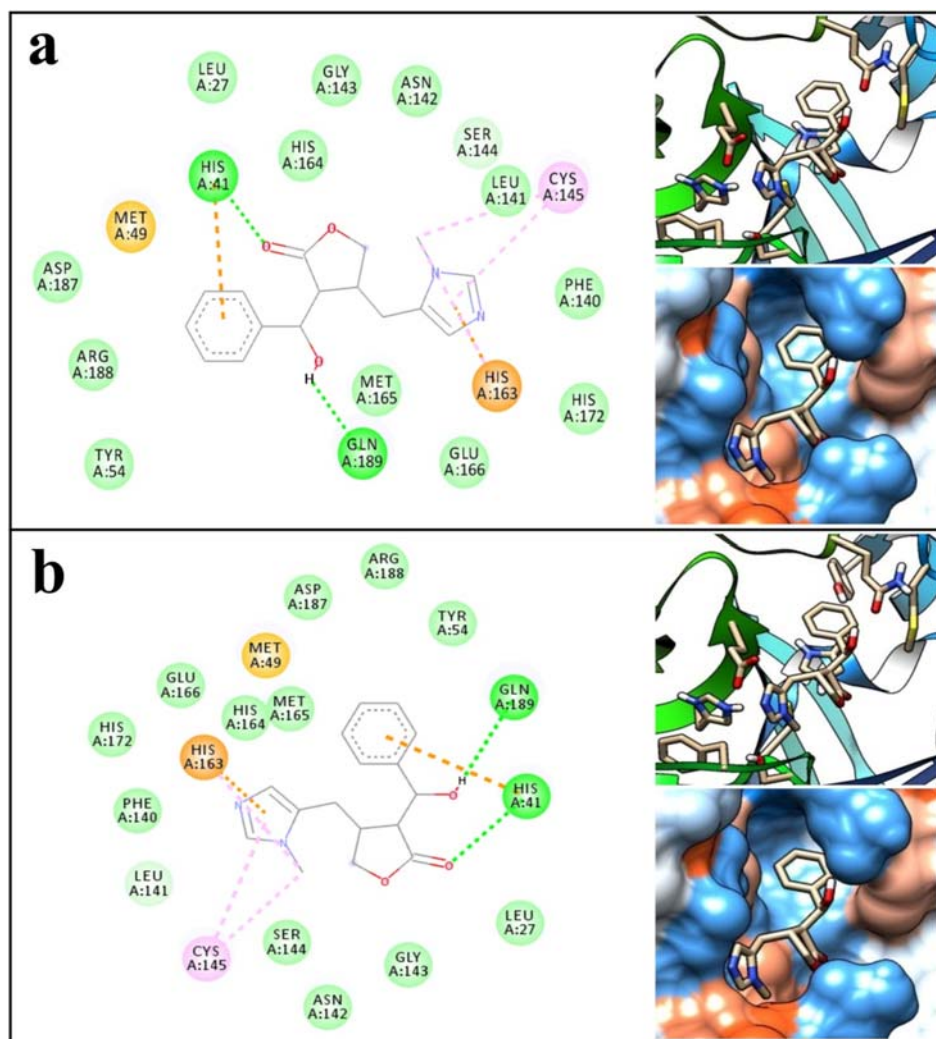 a
LEU
A:27
GLY
A:143
ASN
A:142
HIS
A:164
SER
A:144
HIS
A:41
LEU
A:141
CYS
A:145
MET
A:49
O
O
N
N
ASP
A:187
PHE
A:140
ARG
A:188
O
H
MET
A:165
HIS
A:163
HIS
A:172
TYR
A:54
GLN
A:189
GLU
A:166
b
ARG
A:188
ASP
A:187
TYR
A:54
MET
A:49
GLU
A:166
HIS
A:164
MET
A:165
GLN
A:189
HIS
A:172
HIS
A:163
H
O
HIS
A:41
PHE
A:140
N
N
O
O
LEU
A:141
LEU
A:27
CYS
A:145
SER
A:144
GLY
A:143
ASN
A:142